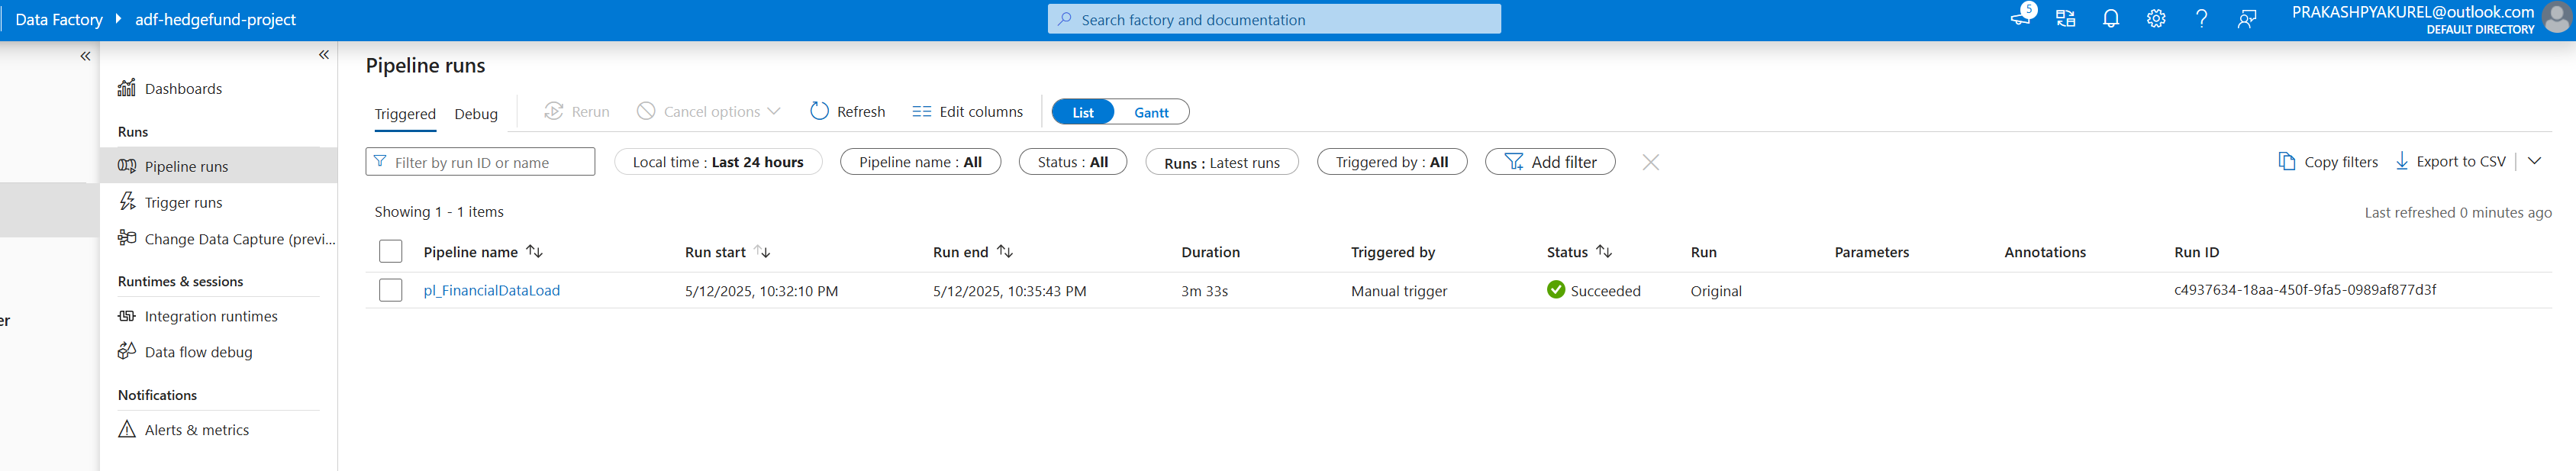 Data Factory adf-hedgefund-project
Search factory and documentation
5
PRAKASHPYAKUREL@outlook.com
DEFAULT DIRECTORY
er
Dashboards
Runs
Pipeline runs
Trigger runs
Change Data Capture (previ...
Runtimes & sessions
Integration runtimes
Data flow debug
Notifications
Alerts & metrics
Pipeline runs
Triggered Debug Rerun Cancel options Refresh Edit columns List Gantt
Filter by run ID or name Local time : Last 24 hours Pipeline name : All Status : All Runs : Latest runs Triggered by : All Add filter Copy filters Export to CSV
Showing 1 - 1 items Last refreshed 0 minutes ago
Pipeline name Run start Run end Duration Triggered by Status Run Parameters Annotations Run ID
pl_FinancialDataLoad 5/12/2025, 10:32:10 PM 5/12/2025, 10:35:43 PM 3m 33s Manual trigger Succeeded Original c4937634-18aa-450f-9fa5-0989af877d3f